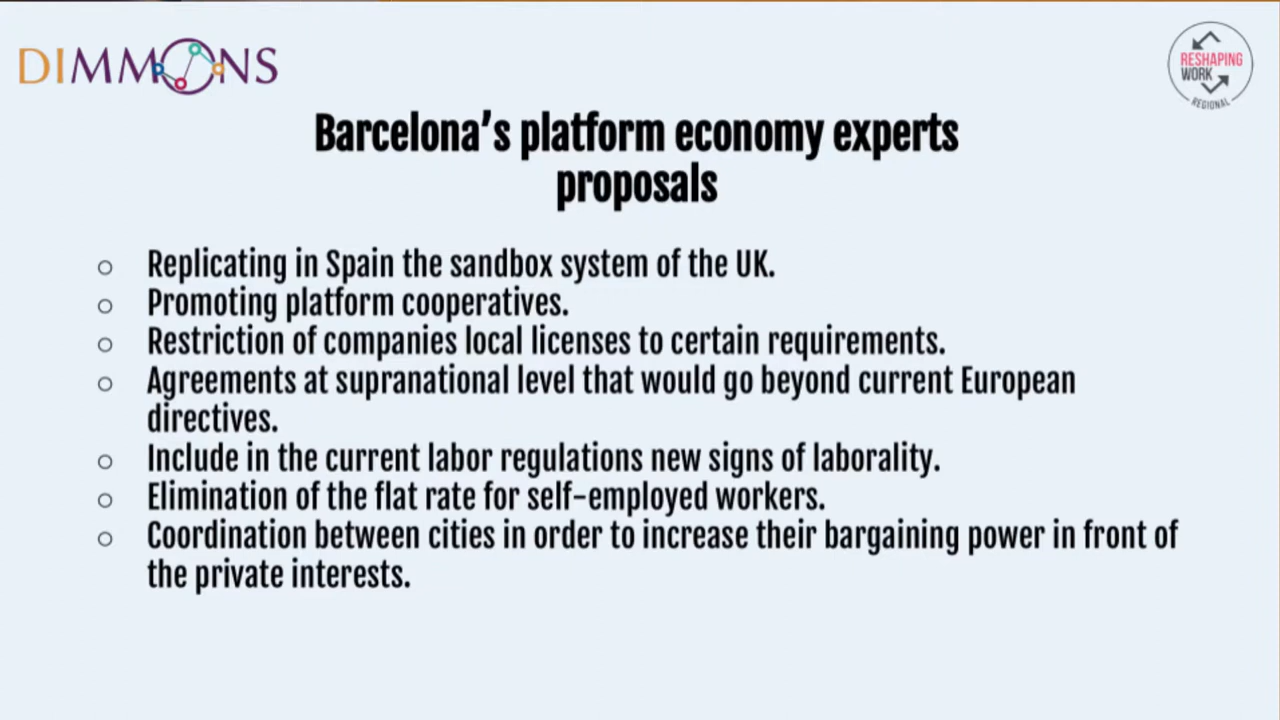 DIMMONS
RESHAPING
WORK
REGIONAL
Barcelona’s platform economy experts
proposals
Replicating in Spain the sandbox system of the UK.
Promoting platform cooperatives.
Restriction of companies local licenses to certain requirements.
Agreements at supranational level that would go beyond current European
directives.
Include in the current labor regulations new signs of laborality.
Elimination of the flat rate for self-employed workers.
Coordination between cities in order to increase their bargaining power in front of
the private interests.